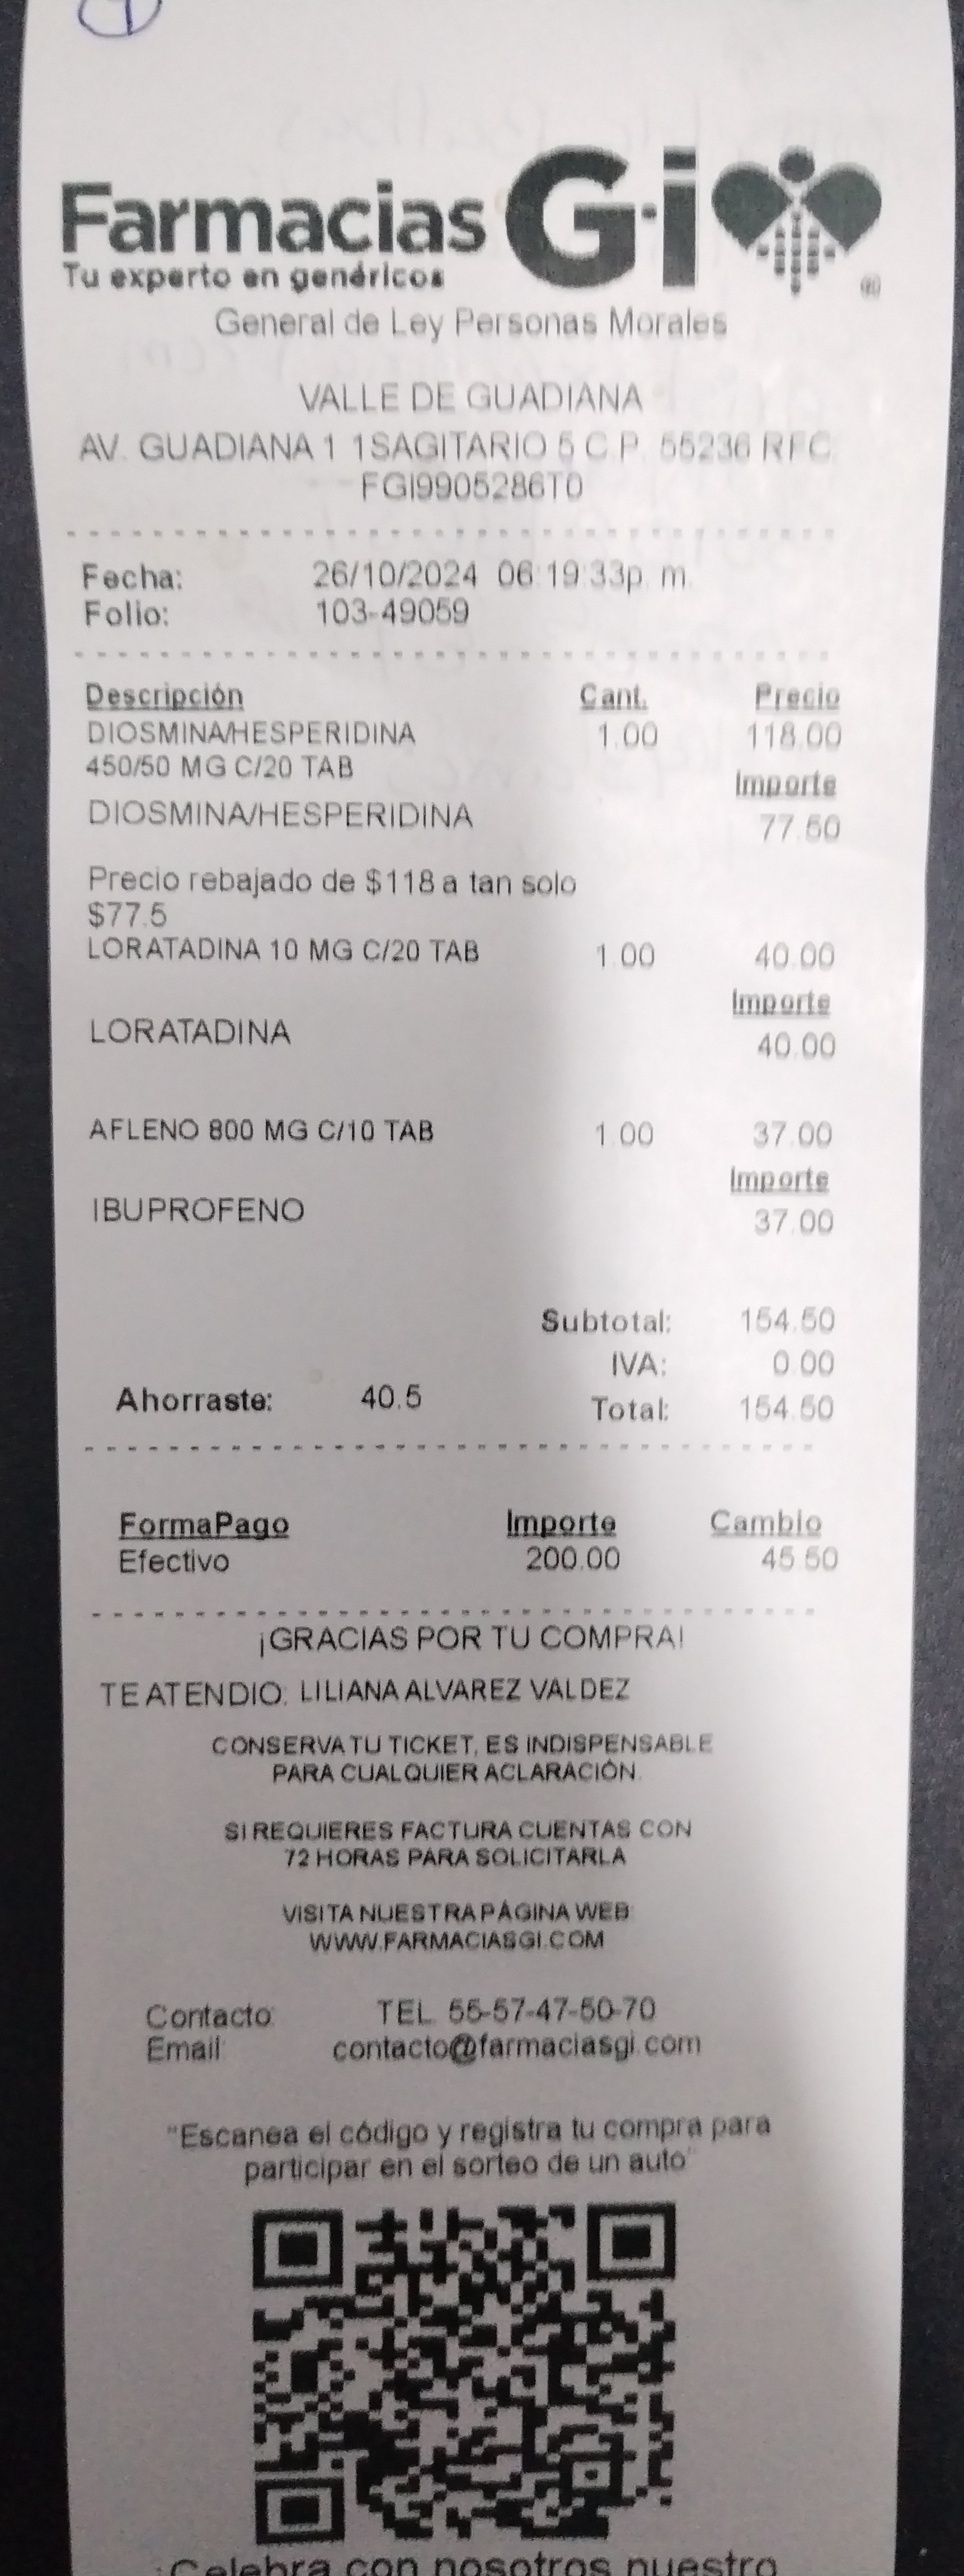 Farmacias Gi
Tu experto en genéricos
General de Ley Personas Morales
VALLE DE GUADIANA
AV. GUADIANA 1 1SAGITARIO 5 C.P. 55236 RFC.
FGI9905286T0
Fecha: 26/10/2024 06:19:33p. m.
Folio: 103-49059
Descripción Cant. Precio
DIOSMINA/HESPERIDINA 1.00 118.00
450/50 MG C/20 TAB
Importe
DIOSMINA/HESPERIDINA 77.50
Precio rebajado de $118 a tan solo
$77.5
LORATADINA 10 MG C/20 TAB 1.00 40.00
Importe
LORATADINA 40.00
AFLENO 800 MG C/10 TAB 1.00 37.00
Importe
IBUPROFENO 37.00
Subtotal: 154.50
IVA: 0.00
Ahorraste: 40.5 Total: 154.50
FormaPago Importe Cambio
Efectivo 200.00 45.50
¡GRACIAS POR TU COMPRA!
TE ATENDIO: LILIANA ALVAREZ VALDEZ
CONSERVA TU TICKET, ES INDISPENSABLE
PARA CUALQUIER ACLARACIÓN.
SI REQUIERES FACTURA CUENTAS CON
72 HORAS PARA SOLICITARLA
VISITA NUESTRA PÁGINA WEB:
WWW.FARMACIASGI.COM
Contacto: TEL. 55-57-47-50-70
Email: contacto@farmaciasgi.com
"Escanea el código y registra tu compra para
participar en el sorteo de un auto"
¡Celebra con nosotros nuestro